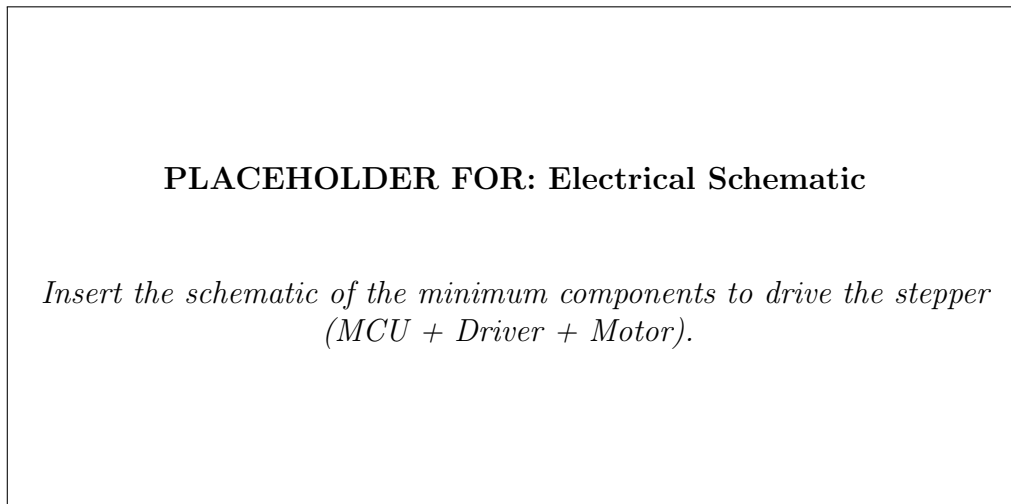 PLACEHOLDER FOR: Electrical Schematic
Insert the schematic of the minimum components to drive the stepper
(MCU + Driver + Motor).